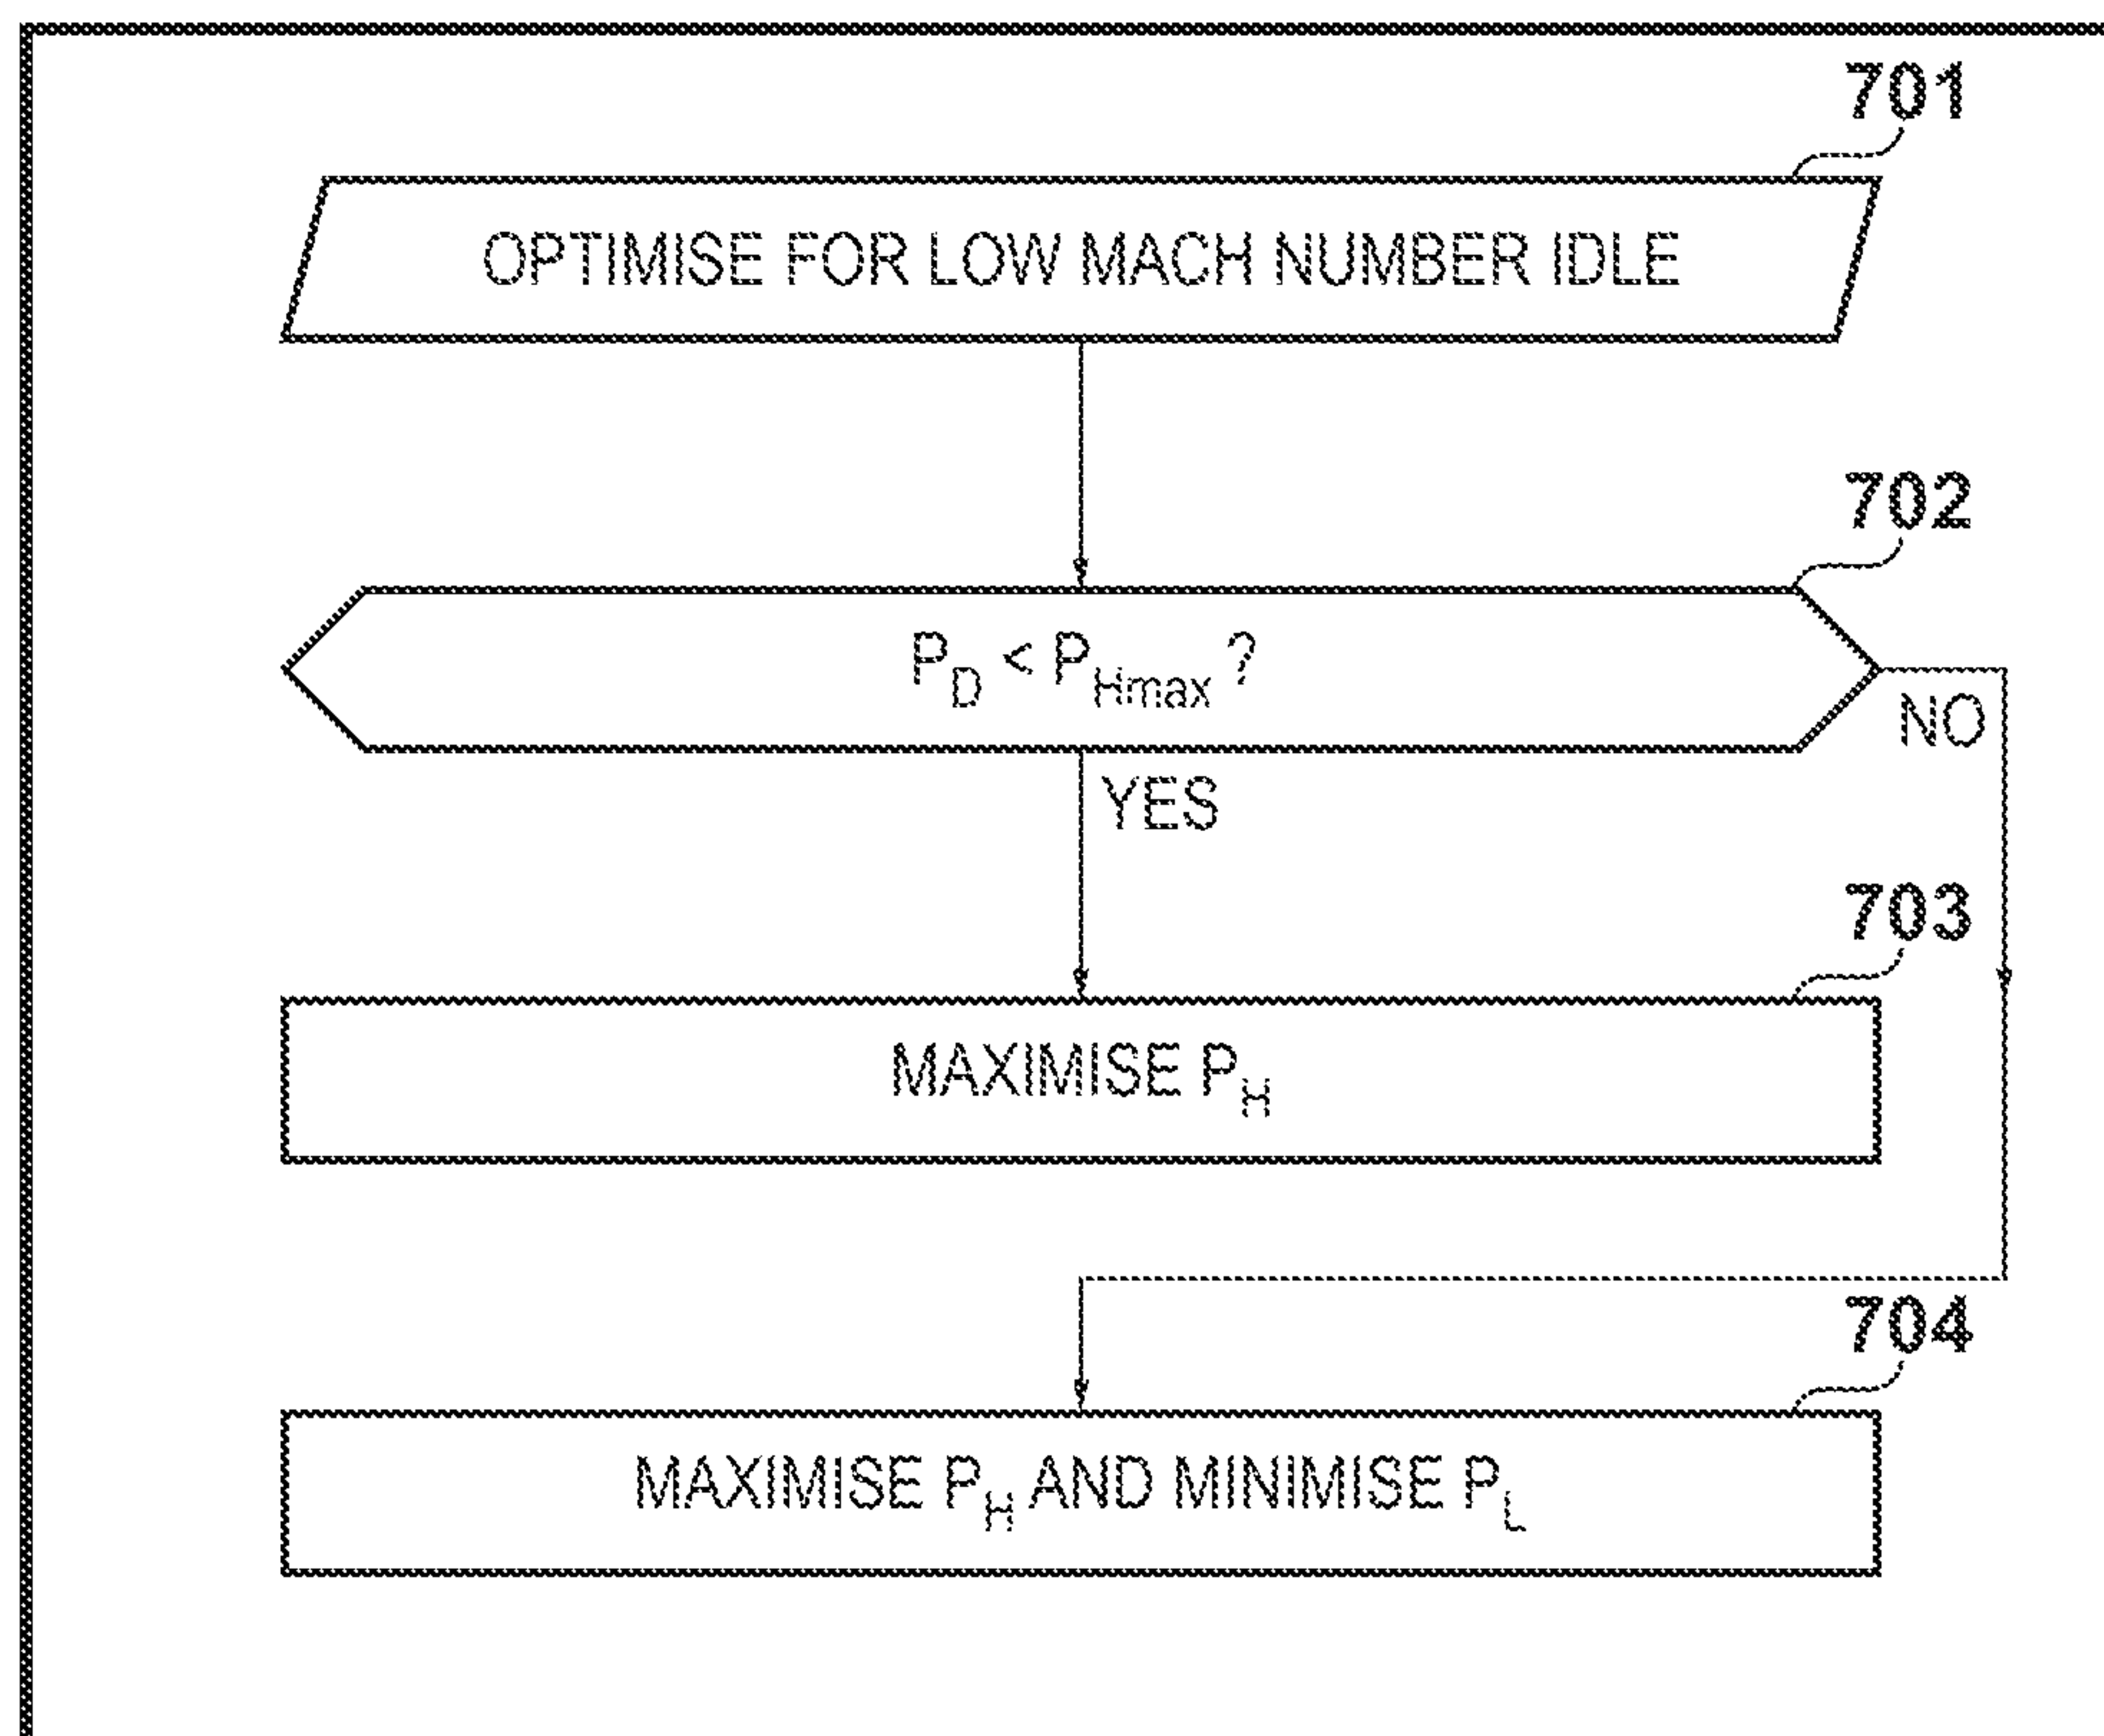 701
OPTIMISE FOR LOW MACH NUMBER IDLE
702
P_D < P_Hmax ?
NO
YES
703
MAXIMISE P_H
704
MAXIMISE P_H AND MINIMISE P_L